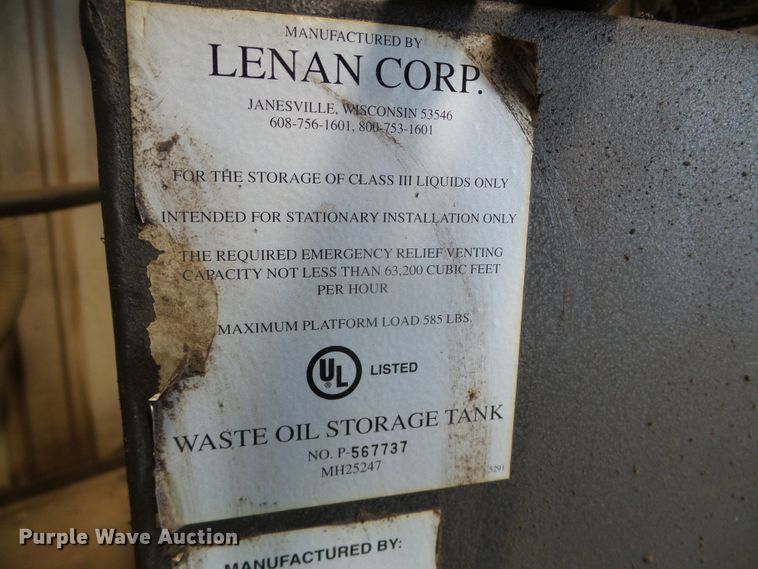 MANUFACTURED BY
LENAN CORP.
JANESVILLE, WISCONSIN 53546
608-756-1601, 800-753-1601
FOR THE STORAGE OF CLASS III LIQUIDS ONLY
INTENDED FOR STATIONARY INSTALLATION ONLY
THE REQUIRED EMERGENCY RELIEF VENTING
CAPACITY NOT LESS THAN 63,200 CUBIC FEET
PER HOUR
MAXIMUM PLATFORM LOAD 585 LBS.
UL® LISTED
WASTE OIL STORAGE TANK
NO. P-567737
MH25247
5291
Purple Wave Auction®
MANUFACTURED BY: